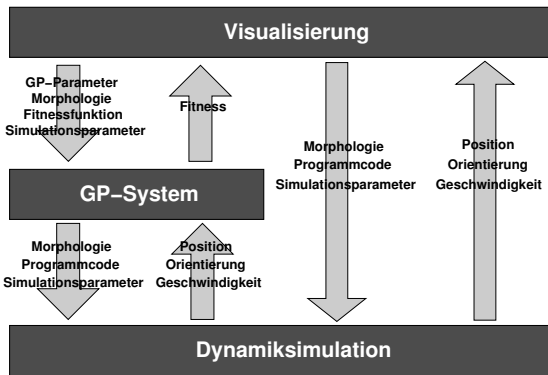 Visualisierung
GP–Parameter
Morphologie
Fitnessfunktion
Simulationsparameter
Fitness
Morphologie
Programmcode
Simulationsparameter
Position
Orientierung
Geschwindigkeit
GP–System
Morphologie
Programmcode
Simulationsparameter
Position
Orientierung
Geschwindigkeit
Dynamiksimulation